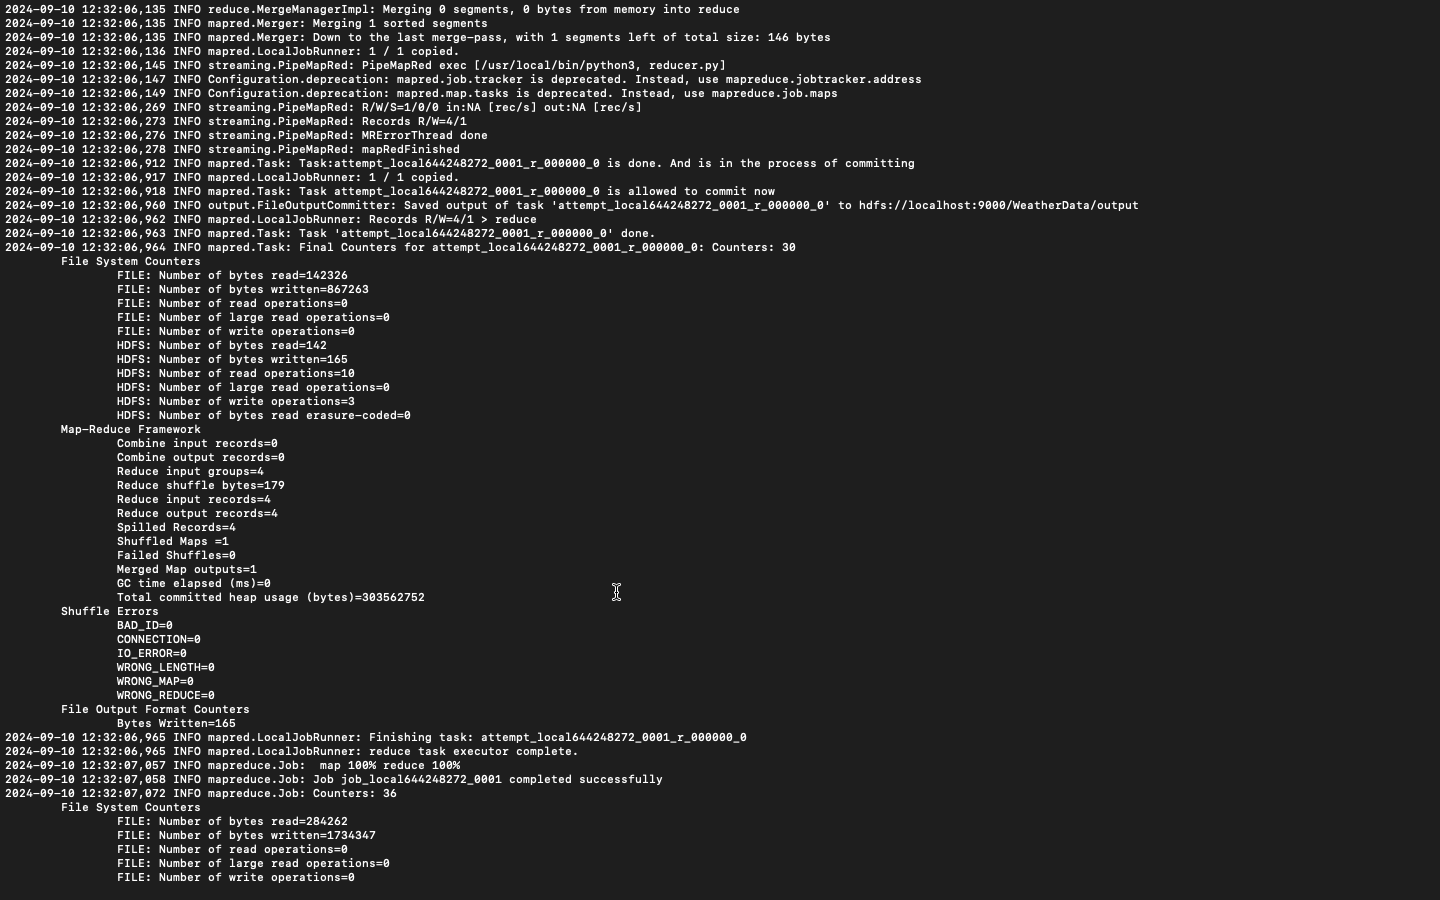 2024-09-10 12:32:06,135 INFO reduce.MergeManagerImpl: Merging 0 segments, 0 bytes from memory into reduce
2024-09-10 12:32:06,135 INFO mapred.Merger: Merging 1 sorted segments
2024-09-10 12:32:06,135 INFO mapred.Merger: Down to the last merge-pass, with 1 segments left of total size: 146 bytes
2024-09-10 12:32:06,136 INFO mapred.LocalJobRunner: 1 / 1 copied.
2024-09-10 12:32:06,145 INFO streaming.PipeMapRed: PipeMapRed exec [/usr/local/bin/python3, reducer.py]
2024-09-10 12:32:06,147 INFO Configuration.deprecation: mapred.job.tracker is deprecated. Instead, use mapreduce.jobtracker.address
2024-09-10 12:32:06,149 INFO Configuration.deprecation: mapred.map.tasks is deprecated. Instead, use mapreduce.job.maps
2024-09-10 12:32:06,269 INFO streaming.PipeMapRed: R/W/S=1/0/0 in:NA [rec/s] out:NA [rec/s]
2024-09-10 12:32:06,273 INFO streaming.PipeMapRed: Records R/W=4/1
2024-09-10 12:32:06,276 INFO streaming.PipeMapRed: MRErrorThread done
2024-09-10 12:32:06,278 INFO streaming.PipeMapRed: mapRedFinished
2024-09-10 12:32:06,912 INFO mapred.Task: Task:attempt_local644248272_0001_r_000000_0 is done. And is in the process of committing
2024-09-10 12:32:06,917 INFO mapred.LocalJobRunner: 1 / 1 copied.
2024-09-10 12:32:06,918 INFO mapred.Task: Task attempt_local644248272_0001_r_000000_0 is allowed to commit now
2024-09-10 12:32:06,960 INFO output.FileOutputCommitter: Saved output of task 'attempt_local644248272_0001_r_000000_0' to hdfs://localhost:9000/WeatherData/output
2024-09-10 12:32:06,962 INFO mapred.LocalJobRunner: Records R/W=4/1 > reduce
2024-09-10 12:32:06,963 INFO mapred.Task: Task 'attempt_local644248272_0001_r_000000_0' done.
2024-09-10 12:32:06,964 INFO mapred.Task: Final Counters for attempt_local644248272_0001_r_000000_0: Counters: 30
File System Counters
FILE: Number of bytes read=142326
FILE: Number of bytes written=867263
FILE: Number of read operations=0
FILE: Number of large read operations=0
FILE: Number of write operations=0
HDFS: Number of bytes read=142
HDFS: Number of bytes written=165
HDFS: Number of read operations=10
HDFS: Number of large read operations=0
HDFS: Number of write operations=3
HDFS: Number of bytes read erasure-coded=0
Map-Reduce Framework
Combine input records=0
Combine output records=0
Reduce input groups=4
Reduce shuffle bytes=179
Reduce input records=4
Reduce output records=4
Spilled Records=4
Shuffled Maps =1
Failed Shuffles=0
Merged Map outputs=1
GC time elapsed (ms)=0
Total committed heap usage (bytes)=303562752
Shuffle Errors
BAD_ID=0
CONNECTION=0
IO_ERROR=0
WRONG_LENGTH=0
WRONG_MAP=0
WRONG_REDUCE=0
File Output Format Counters
Bytes Written=165
2024-09-10 12:32:06,965 INFO mapred.LocalJobRunner: Finishing task: attempt_local644248272_0001_r_000000_0
2024-09-10 12:32:06,965 INFO mapred.LocalJobRunner: reduce task executor complete.
2024-09-10 12:32:07,057 INFO mapreduce.Job:  map 100% reduce 100%
2024-09-10 12:32:07,058 INFO mapreduce.Job: Job job_local644248272_0001 completed successfully
2024-09-10 12:32:07,072 INFO mapreduce.Job: Counters: 36
File System Counters
FILE: Number of bytes read=284262
FILE: Number of bytes written=1734347
FILE: Number of read operations=0
FILE: Number of large read operations=0
FILE: Number of write operations=0